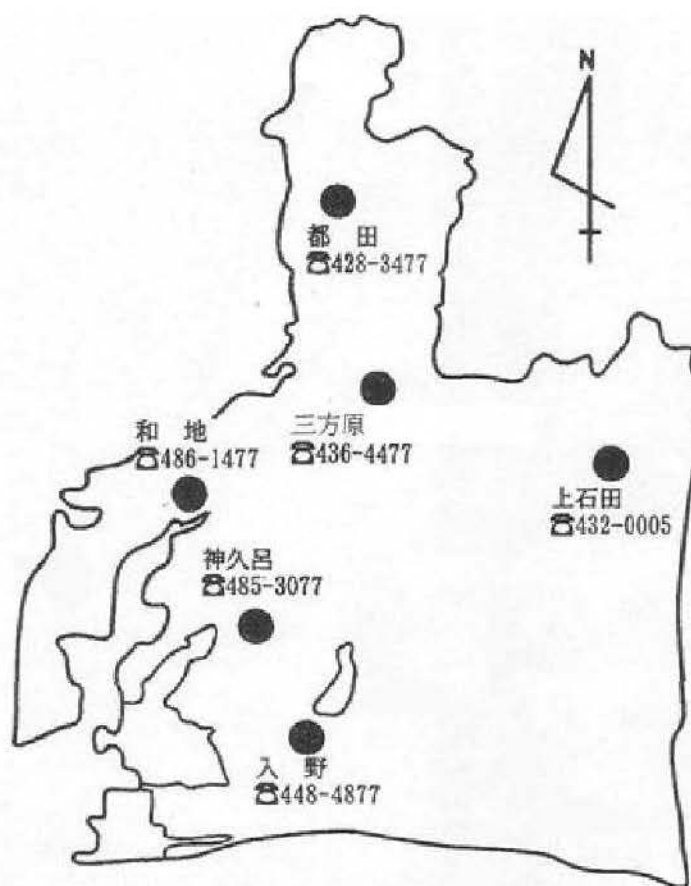 N
都 田
☎428-3477
三方原
☎436-4477
和 地
☎486-1477
上石田
☎432-0005
神久呂
☎485-3077
入 野
☎448-4877